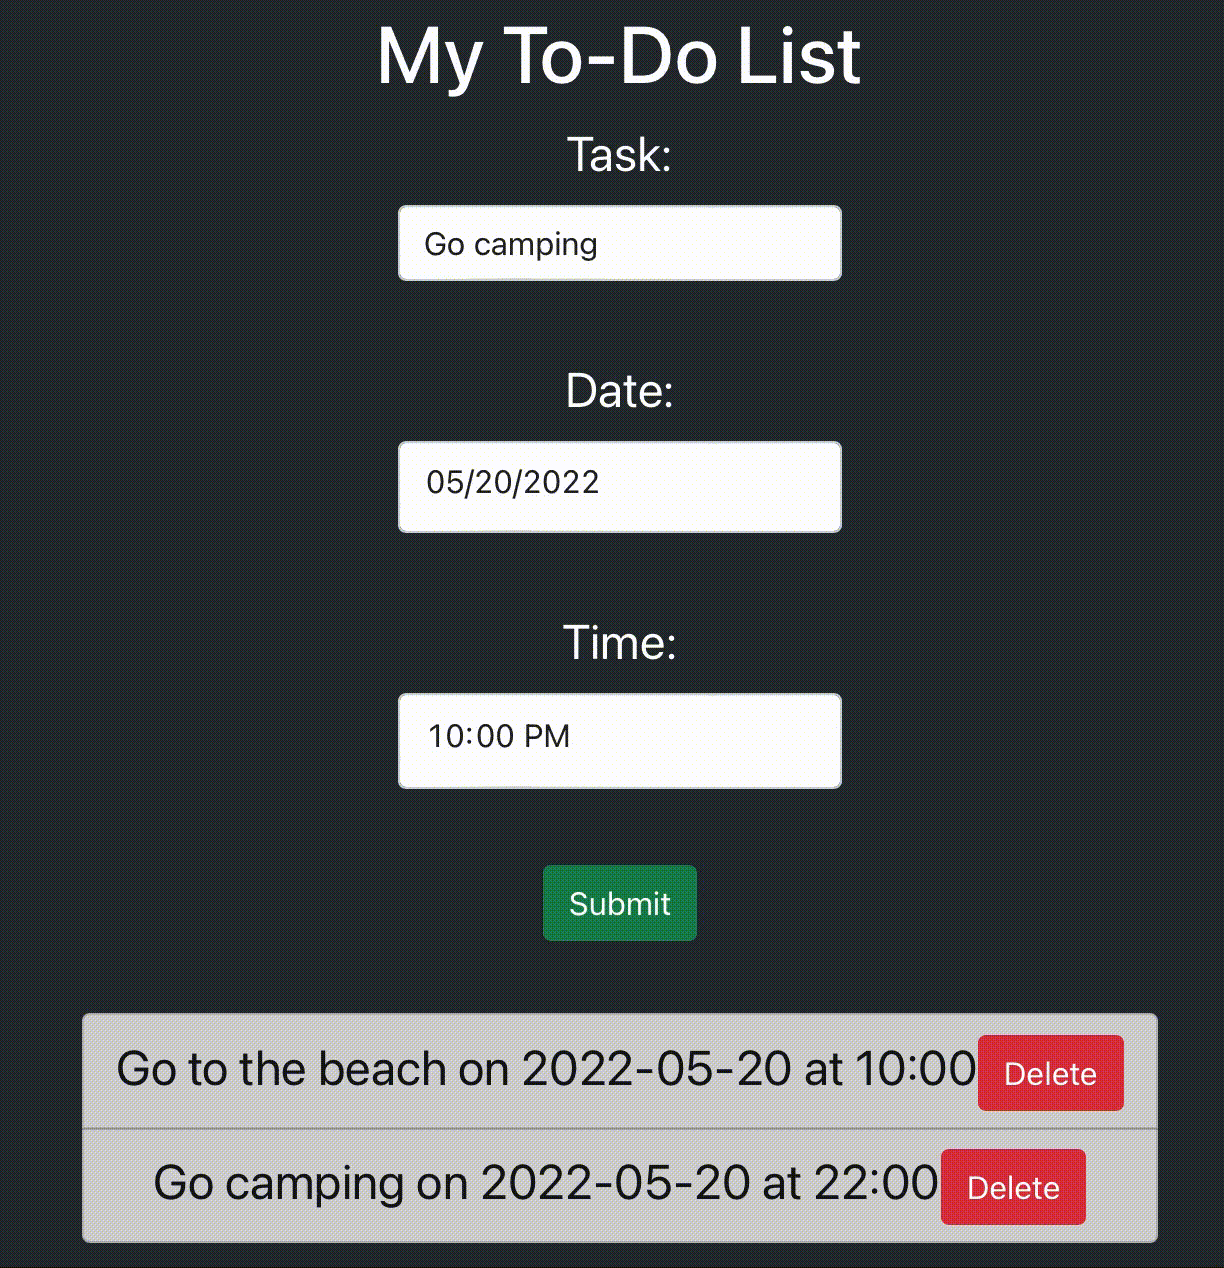 My To-Do List
Task:
Go camping
Date:
05/20/2022
Time:
10:00 PM
Submit
Go to the beach on 2022-05-20 at 10:00 Delete
Go camping on 2022-05-20 at 22:00 Delete